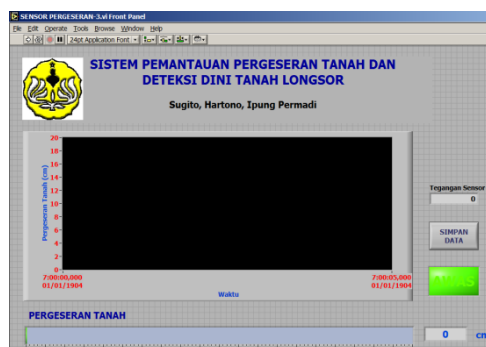 SENSOR PERGESERAN-3.vi Front Panel
File Edit Operate Tools Browse Window Help
24pt Application Font
SISTEM PEMANTAUAN PERGESERAN TANAH DAN
DETEKSI DINI TANAH LONGSOR
Sugito, Hartono, Ipung Permadi
Pergeseran Tanah (cm)
20
18
16
14
12
10
8
6
4
2
0
7:00:00,000
01/01/1904
7:00:05,000
01/01/1904
Waktu
Tegangan Sensor
0
SIMPAN
DATA
AWAS
PERGESERAN TANAH
0 cm